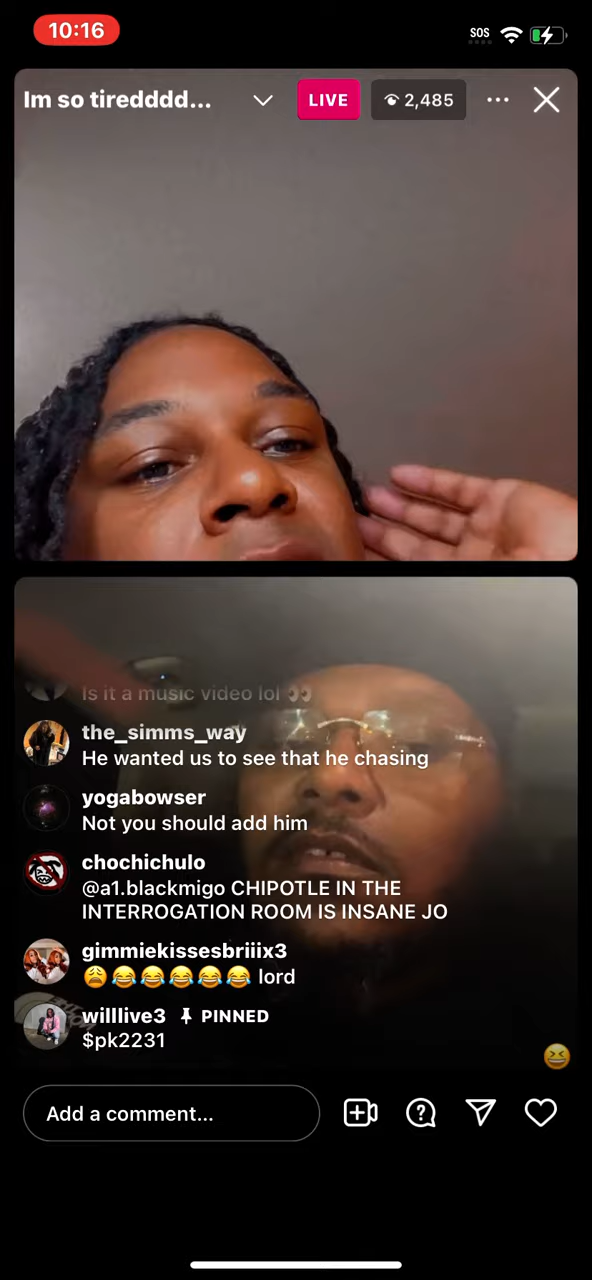 10:16
SOS
Im so tiredddd...
LIVE
2,485
Is it a music video lol 👀
the_simms_way
He wanted us to see that he chasing
yogabowser
Not you should add him
chochichulo
@a1.blackmigo CHIPOTLE IN THE
INTERROGATION ROOM IS INSANE JO
gimmiekissesbriiix3
😩😂😂😂😂😂 lord
willlive3 PINNED
$pk2231
Add a comment...